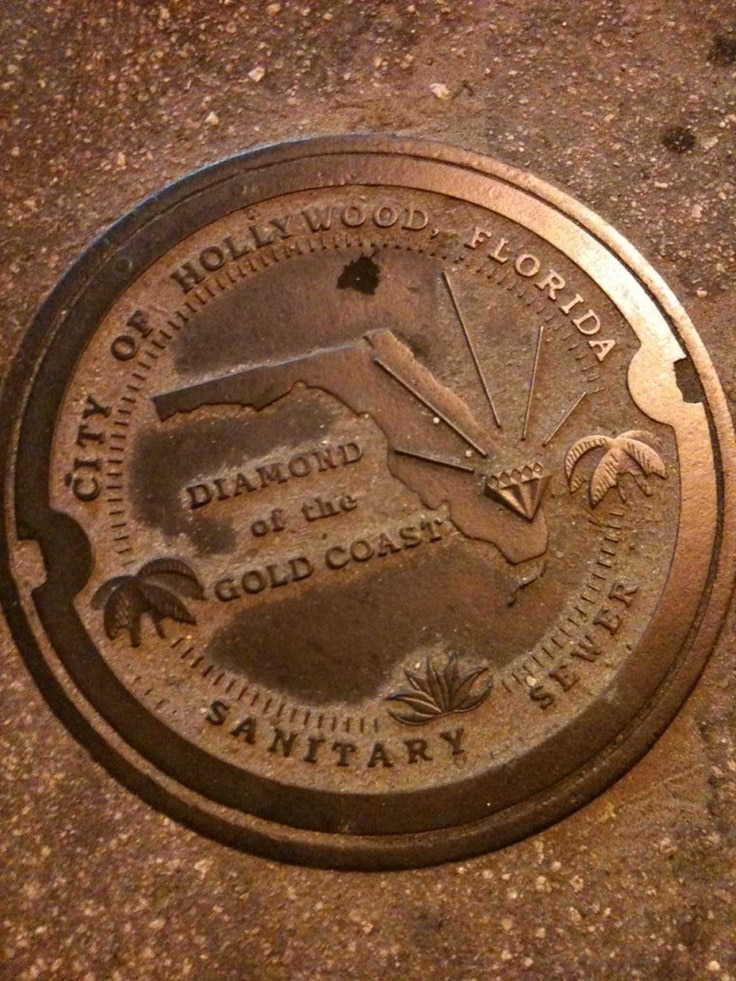 CITY OF HOLLYWOOD, FLORIDA
DIAMOND
of the
GOLD COAST
SANITARY SEWER